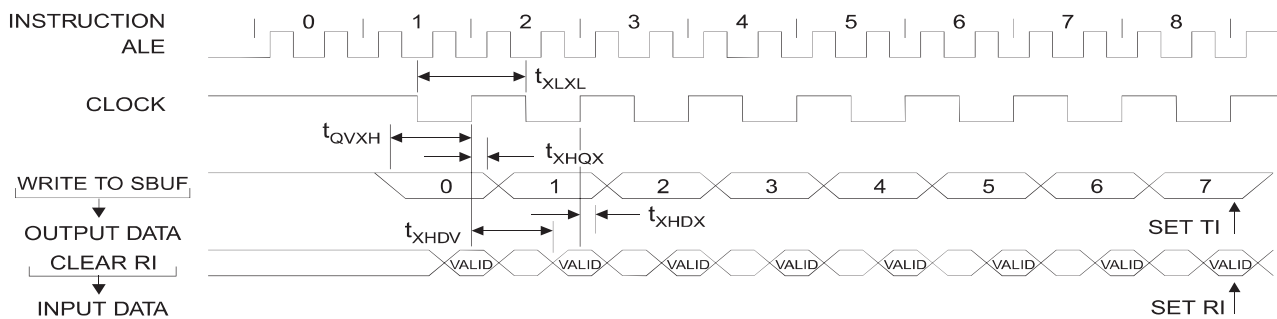 INSTRUCTION 0 1 2 3 4 5 6 7 8
ALE
tXLXL
CLOCK
tQVXH
tXHQX
WRITE TO SBUF 0 1 2 3 4 5 6 7
tXHDX
SET TI
OUTPUT DATA
tXHDV
CLEAR RI VALID VALID VALID VALID VALID VALID VALID VALID
INPUT DATA
SET RI